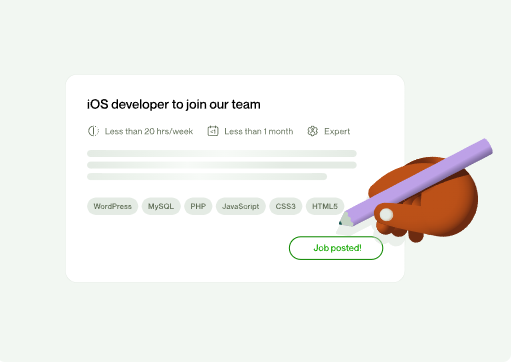 iOS developer to join our team
Less than 20 hrs/week Less than 1 month Expert
WordPress MySQL PHP JavaScript CSS3 HTML5
Job posted!